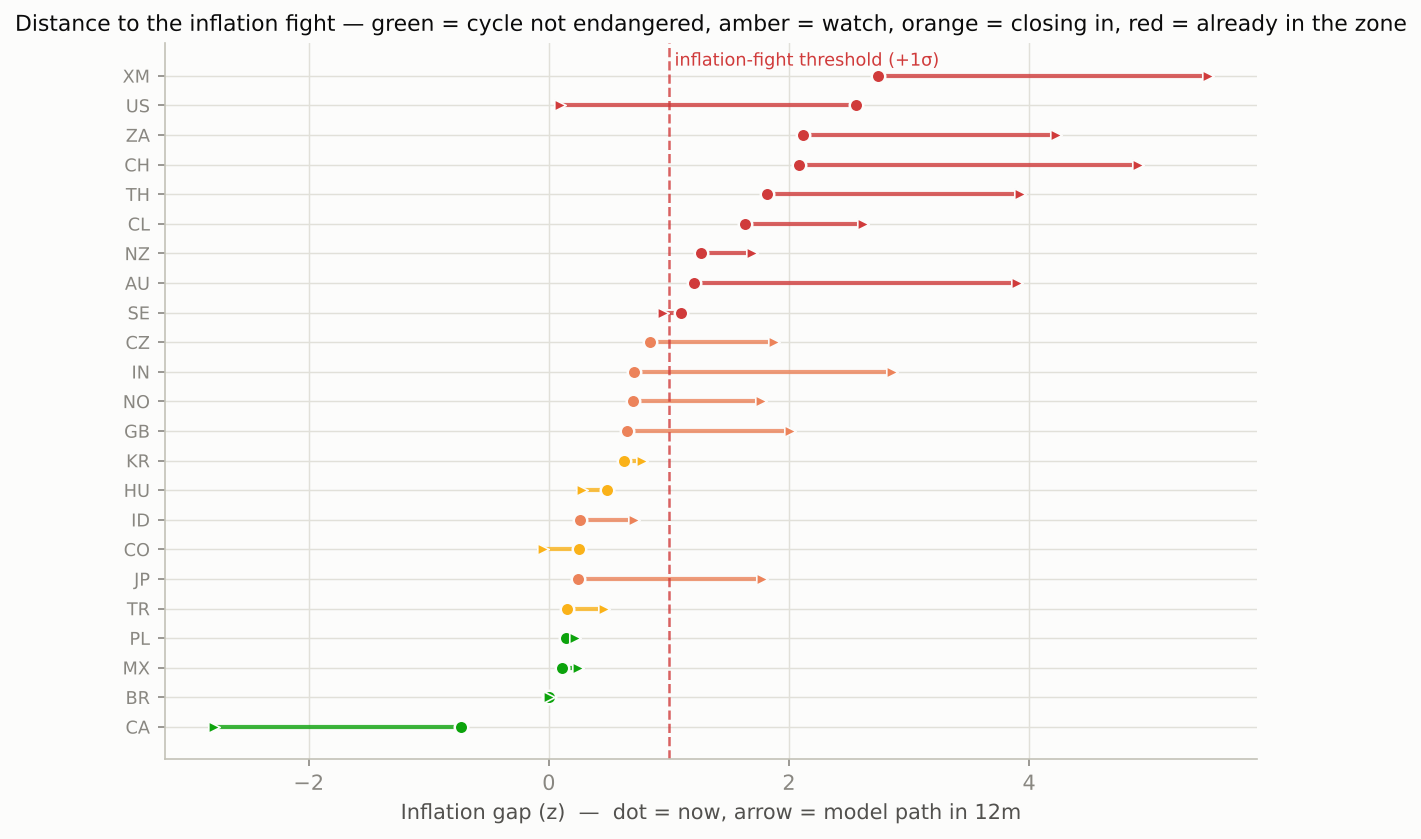 Distance to the inflation fight — green = cycle not endangered, amber = watch, orange = closing in, red = already in the zone
inflation-fight threshold (+1σ)
XM
US
ZA
CH
TH
CL
NZ
AU
SE
CZ
IN
NO
GB
KR
HU
ID
CO
JP
TR
PL
MX
BR
CA
−2
0
2
4
Inflation gap (z) — dot = now, arrow = model path in 12m